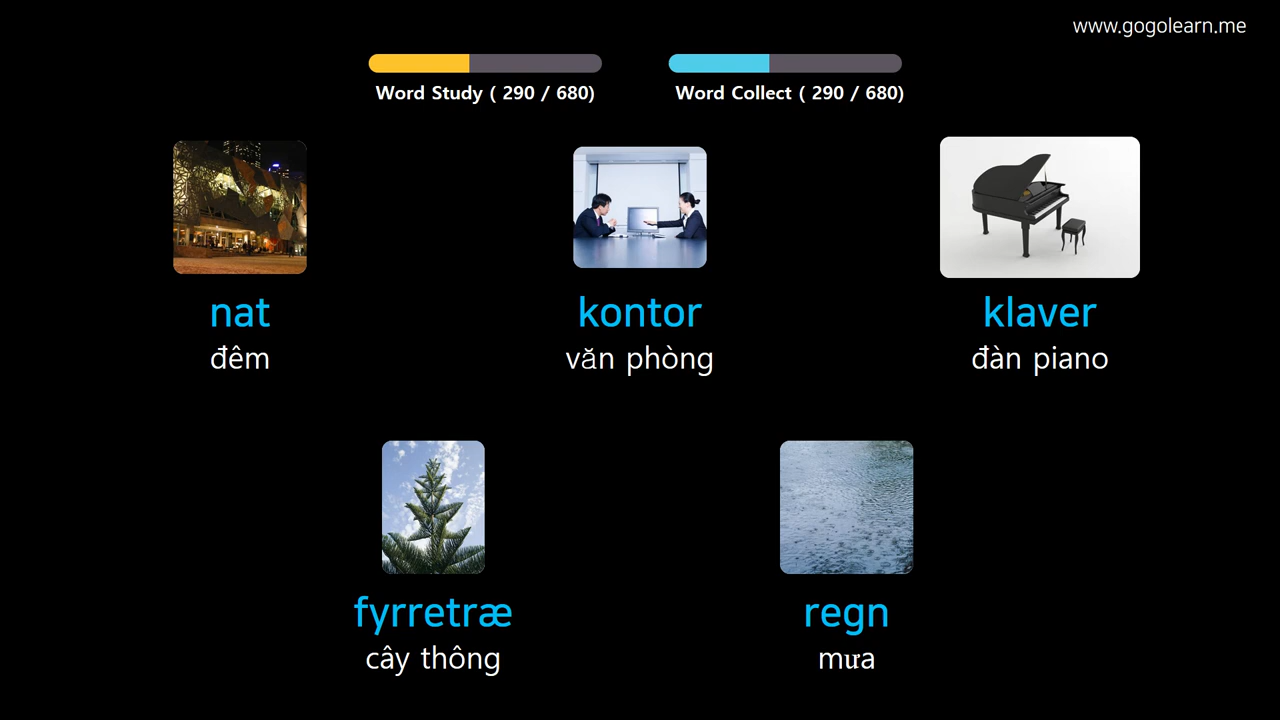 www.gogolearn.me
Word Study ( 290 / 680)
Word Collect ( 290 / 680)
nat
đêm
kontor
văn phòng
klaver
đàn piano
fyrretræ
cây thông
regn
mưa